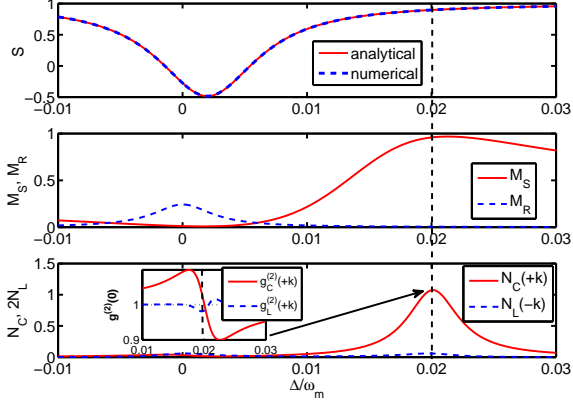 1
0.5
0
−0.5
S
analytical
numerical
−0.01 0 0.01 0.02 0.03
1
0.5
0
M_S, M_R
M_S
M_R
−0.01 0 0.01 0.02 0.03
1.5
1
0.5
0
N_C, 2N_L
g^(2)(0)
1
0.9
0.01 0.02 0.03
g_C^(2)(+k)
g_L^(2)(+k)
N_C(+k)
N_L(−k)
−0.01 0 0.01 0.02 0.03
Δ/ω_m